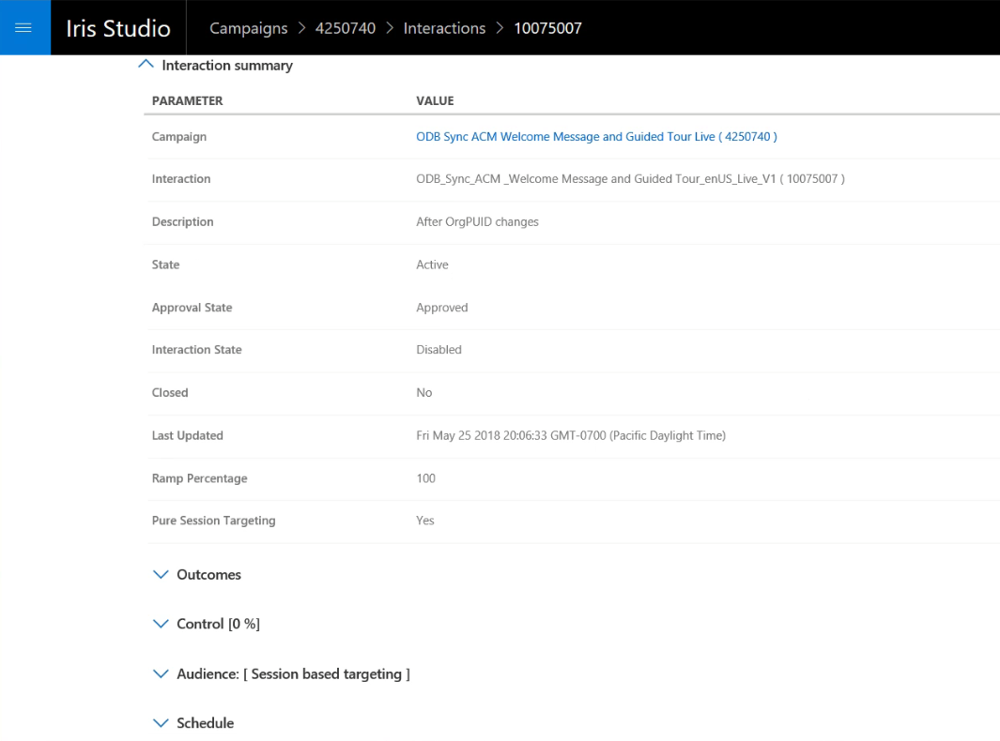 Iris Studio Campaigns > 4250740 > Interactions > 10075007
Interaction summary
PARAMETER VALUE
Campaign ODB Sync ACM Welcome Message and Guided Tour Live ( 4250740 )
Interaction ODB_Sync_ACM _Welcome Message and Guided Tour_enUS_Live_V1 ( 10075007 )
Description After OrgPUID changes
State Active
Approval State Approved
Interaction State Disabled
Closed No
Last Updated Fri May 25 2018 20:06:33 GMT-0700 (Pacific Daylight Time)
Ramp Percentage 100
Pure Session Targeting Yes
Outcomes
Control [0 %]
Audience: [ Session based targeting ]
Schedule